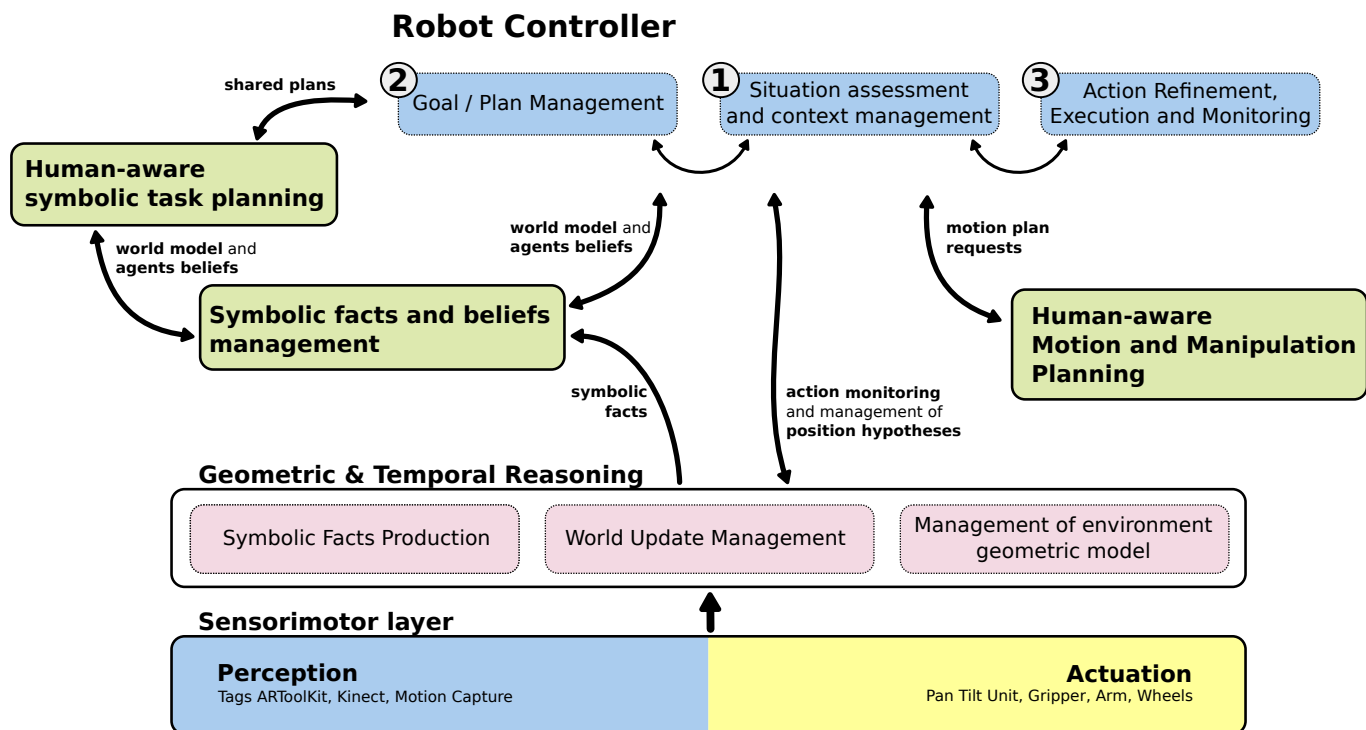 Robot Controller
shared plans
2
Goal / Plan Management
1
Situation assessment
and context management
3
Action Refinement,
Execution and Monitoring
Human-aware
symbolic task planning
world model and
agents beliefs
world model and
agents beliefs
motion plan
requests
Symbolic facts and beliefs
management
Human-aware
Motion and Manipulation
Planning
symbolic
facts
action monitoring
and management of
position hypotheses
Geometric & Temporal Reasoning
Symbolic Facts Production
World Update Management
Management of environment
geometric model
Sensorimotor layer
Perception
Tags ARToolKit, Kinect, Motion Capture
Actuation
Pan Tilt Unit, Gripper, Arm, Wheels